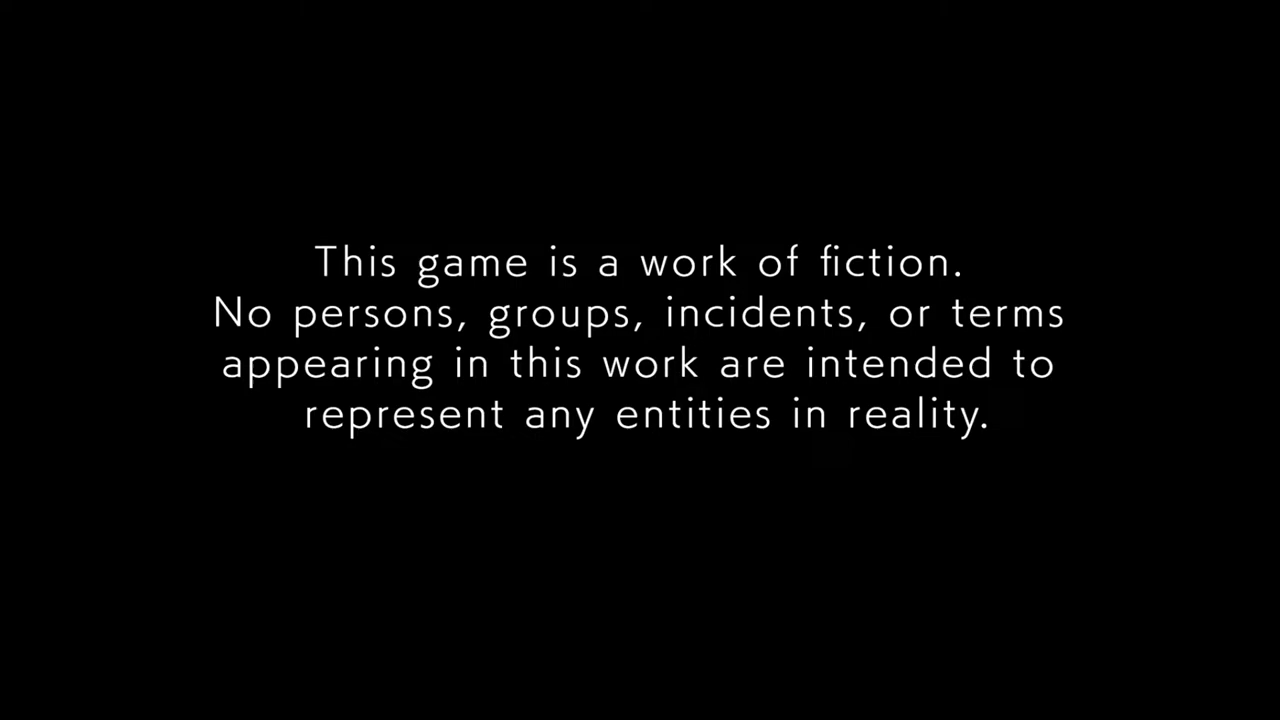 This game is a work of fiction.
No persons, groups, incidents, or terms
appearing in this work are intended to
represent any entities in reality.